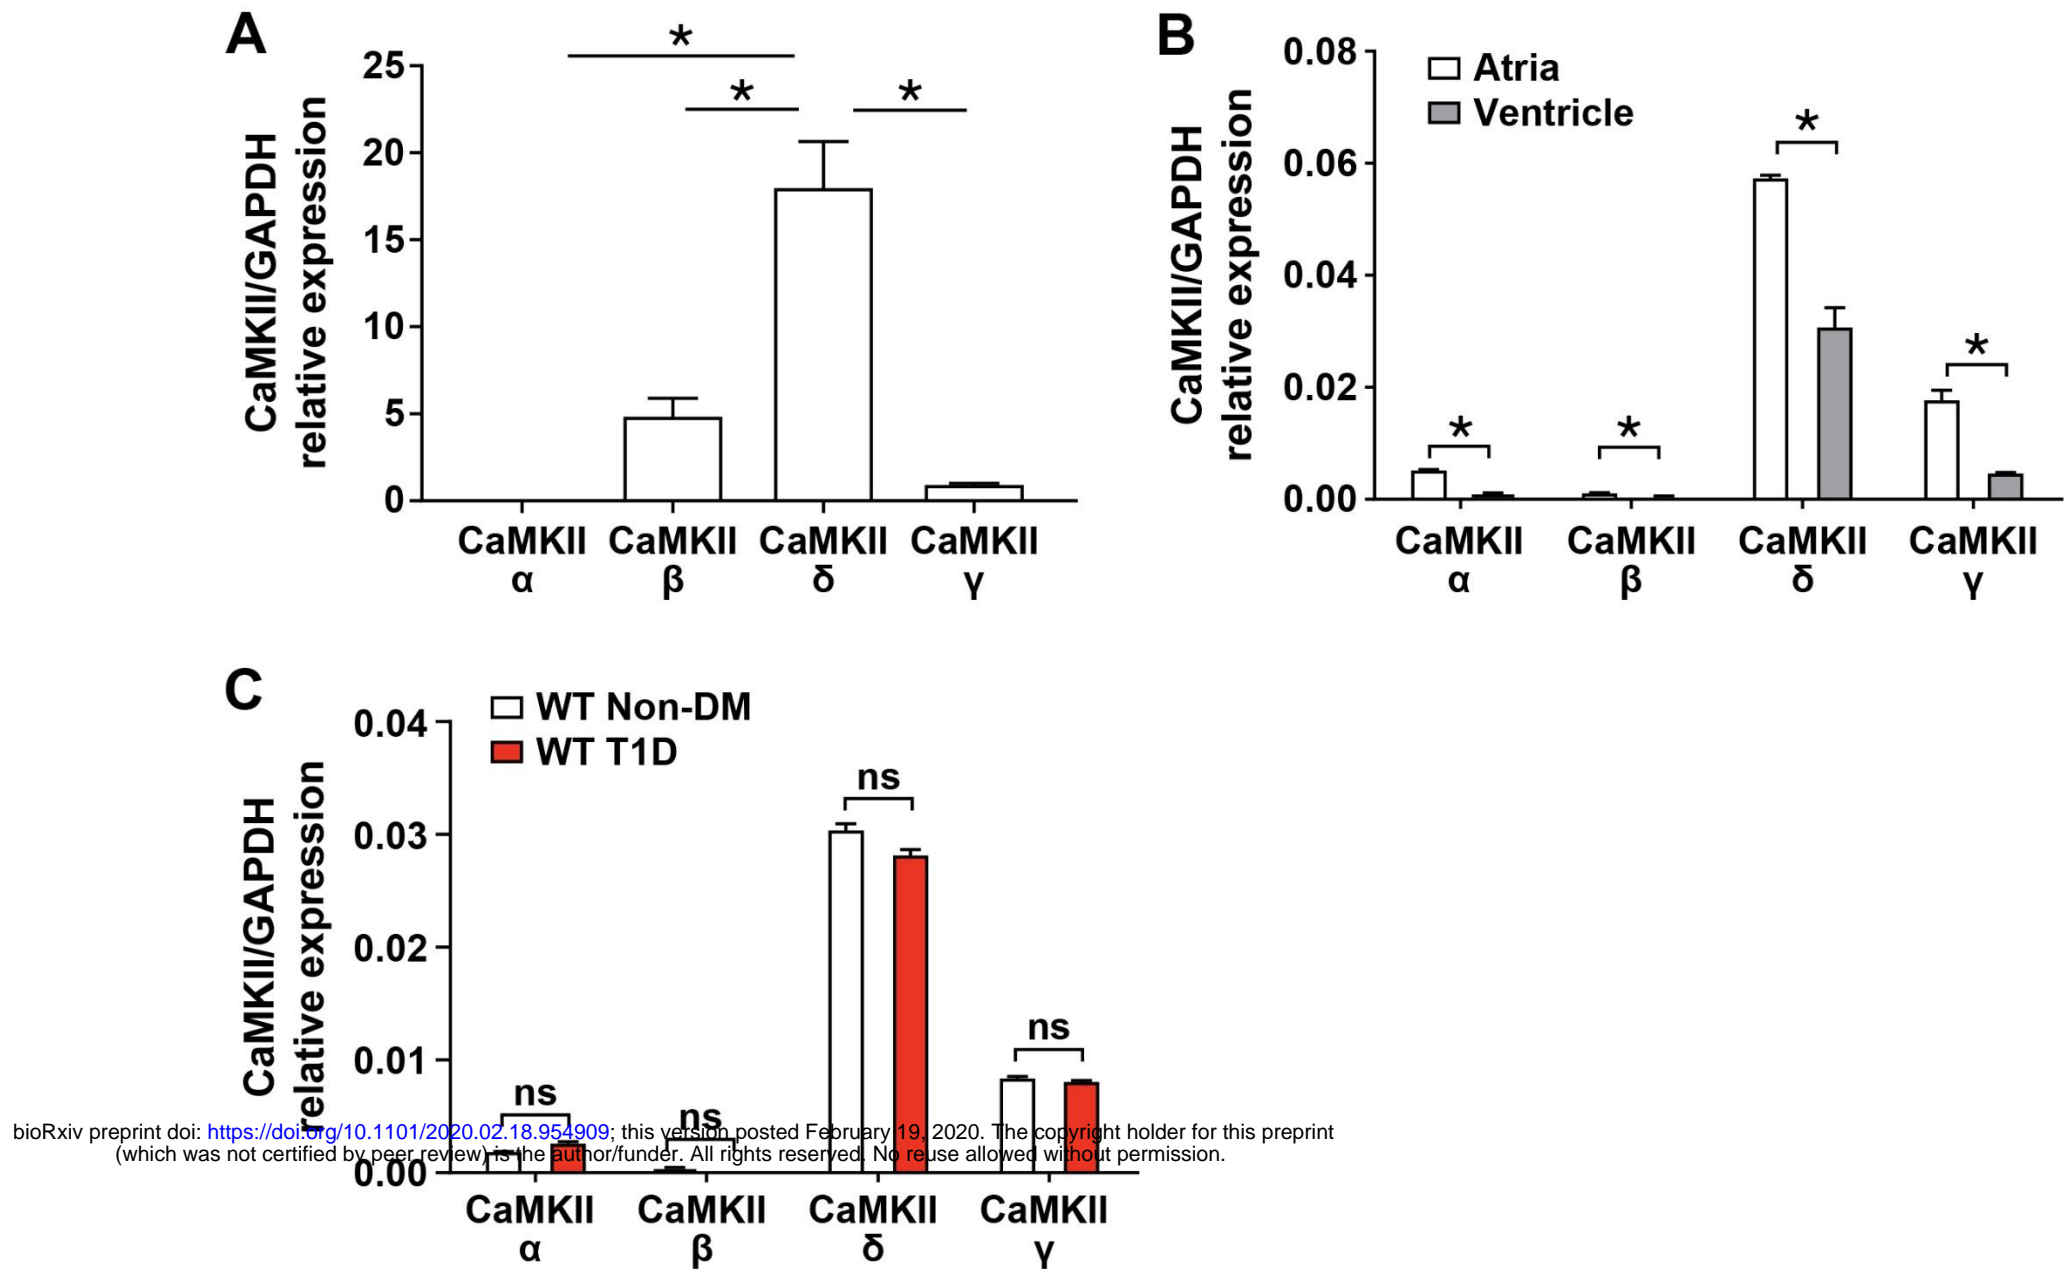 A
CaMKII/GAPDH
relative expression
25
20
15
10
5
0
*
*
*
CaMKII
α
CaMKII
β
CaMKII
δ
CaMKII
γ
B
CaMKII/GAPDH
relative expression
0.08
0.06
0.04
0.02
0.00
Atria
Ventricle
*
*
*
*
CaMKII
α
CaMKII
β
CaMKII
δ
CaMKII
γ
C
CaMKII/GAPDH
relative expression
0.04
0.03
0.02
0.01
0.00
WT Non-DM
WT T1D
ns
ns
ns
ns
CaMKII
α
CaMKII
β
CaMKII
δ
CaMKII
γ
bioRxiv preprint doi: https://doi.org/10.1101/2020.02.18.954909; this version posted February 19, 2020. The copyright holder for this preprint
(which was not certified by peer review) is the author/funder. All rights reserved. No reuse allowed without permission.